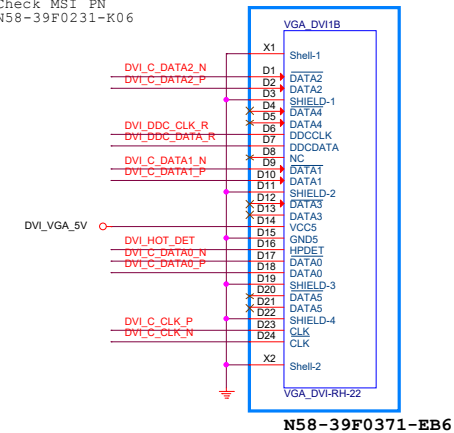 Check MSI PN
N58-39F0231-K06
VGA_DVI1B
X1 Shell-1
DVI_C_DATA2_N D1 DATA2
DVI_C_DATA2_P D2 DATA2
D3 SHIELD-1
D4 DATA4
D5 DATA4
DVI_DDC_CLK_R D6 DDCCLK
DVI_DDC_DATA_R D7 DDCDATA
D8 NC
DVI_C_DATA1_N D9 DATA1
DVI_C_DATA1_P D10 DATA1
D11 SHIELD-2
D12 DATA3
D13 DATA3
DVI_VGA_5V D14 VCC5
D15 GND5
DVI_HOT_DET D16 HPDET
DVI_C_DATA0_N D17 DATA0
DVI_C_DATA0_P D18 DATA0
D19 SHIELD-3
D20 DATA5
D21 DATA5
D22 SHIELD-4
DVI_C_CLK_P D23 CLK
DVI_C_CLK_N D24 CLK
X2 Shell-2
VGA_DVI-RH-22
N58-39F0371-EB6